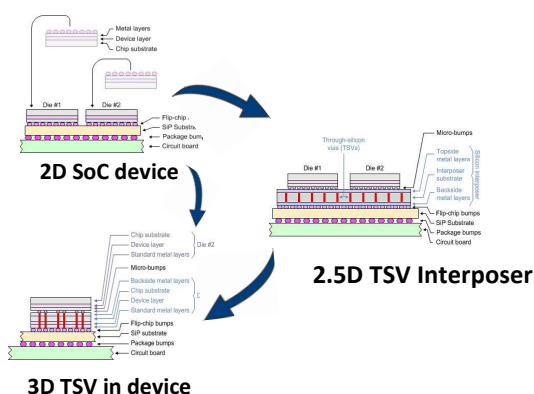 Metal layers
Device layer
Chip substrate
Die #1
Die #2
Flip-chip
SiP Substra
Package bum
Circuit board
2D SoC device
Through-silicon
vias (TSVs)
Die #1
Die #2
Micro-bumps
Topside
metal layers
Interposer
substrate
Backside
metal layers
Silicon interposer
Flip-chip bumps
SiP Substrate
Package bumps
Circuit board
2.5D TSV Interposer
Chip substrate
Device layer
Standard metal layers
Die #2
Micro-bumps
Backside metal layers
Chip substrate
Device layer
Standard metal layers
Flip-chip bumps
SiP substrate
Package bumps
Circuit board
3D TSV in device